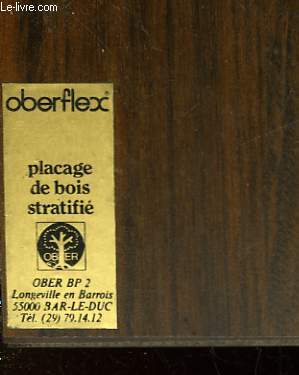 Le-livre.com
oberflex®
placage
de bois
stratifié
OBER
OBER BP 2
Longeville en Barrois
55000 BAR-LE-DUC
Tél. (29) 79.14.12